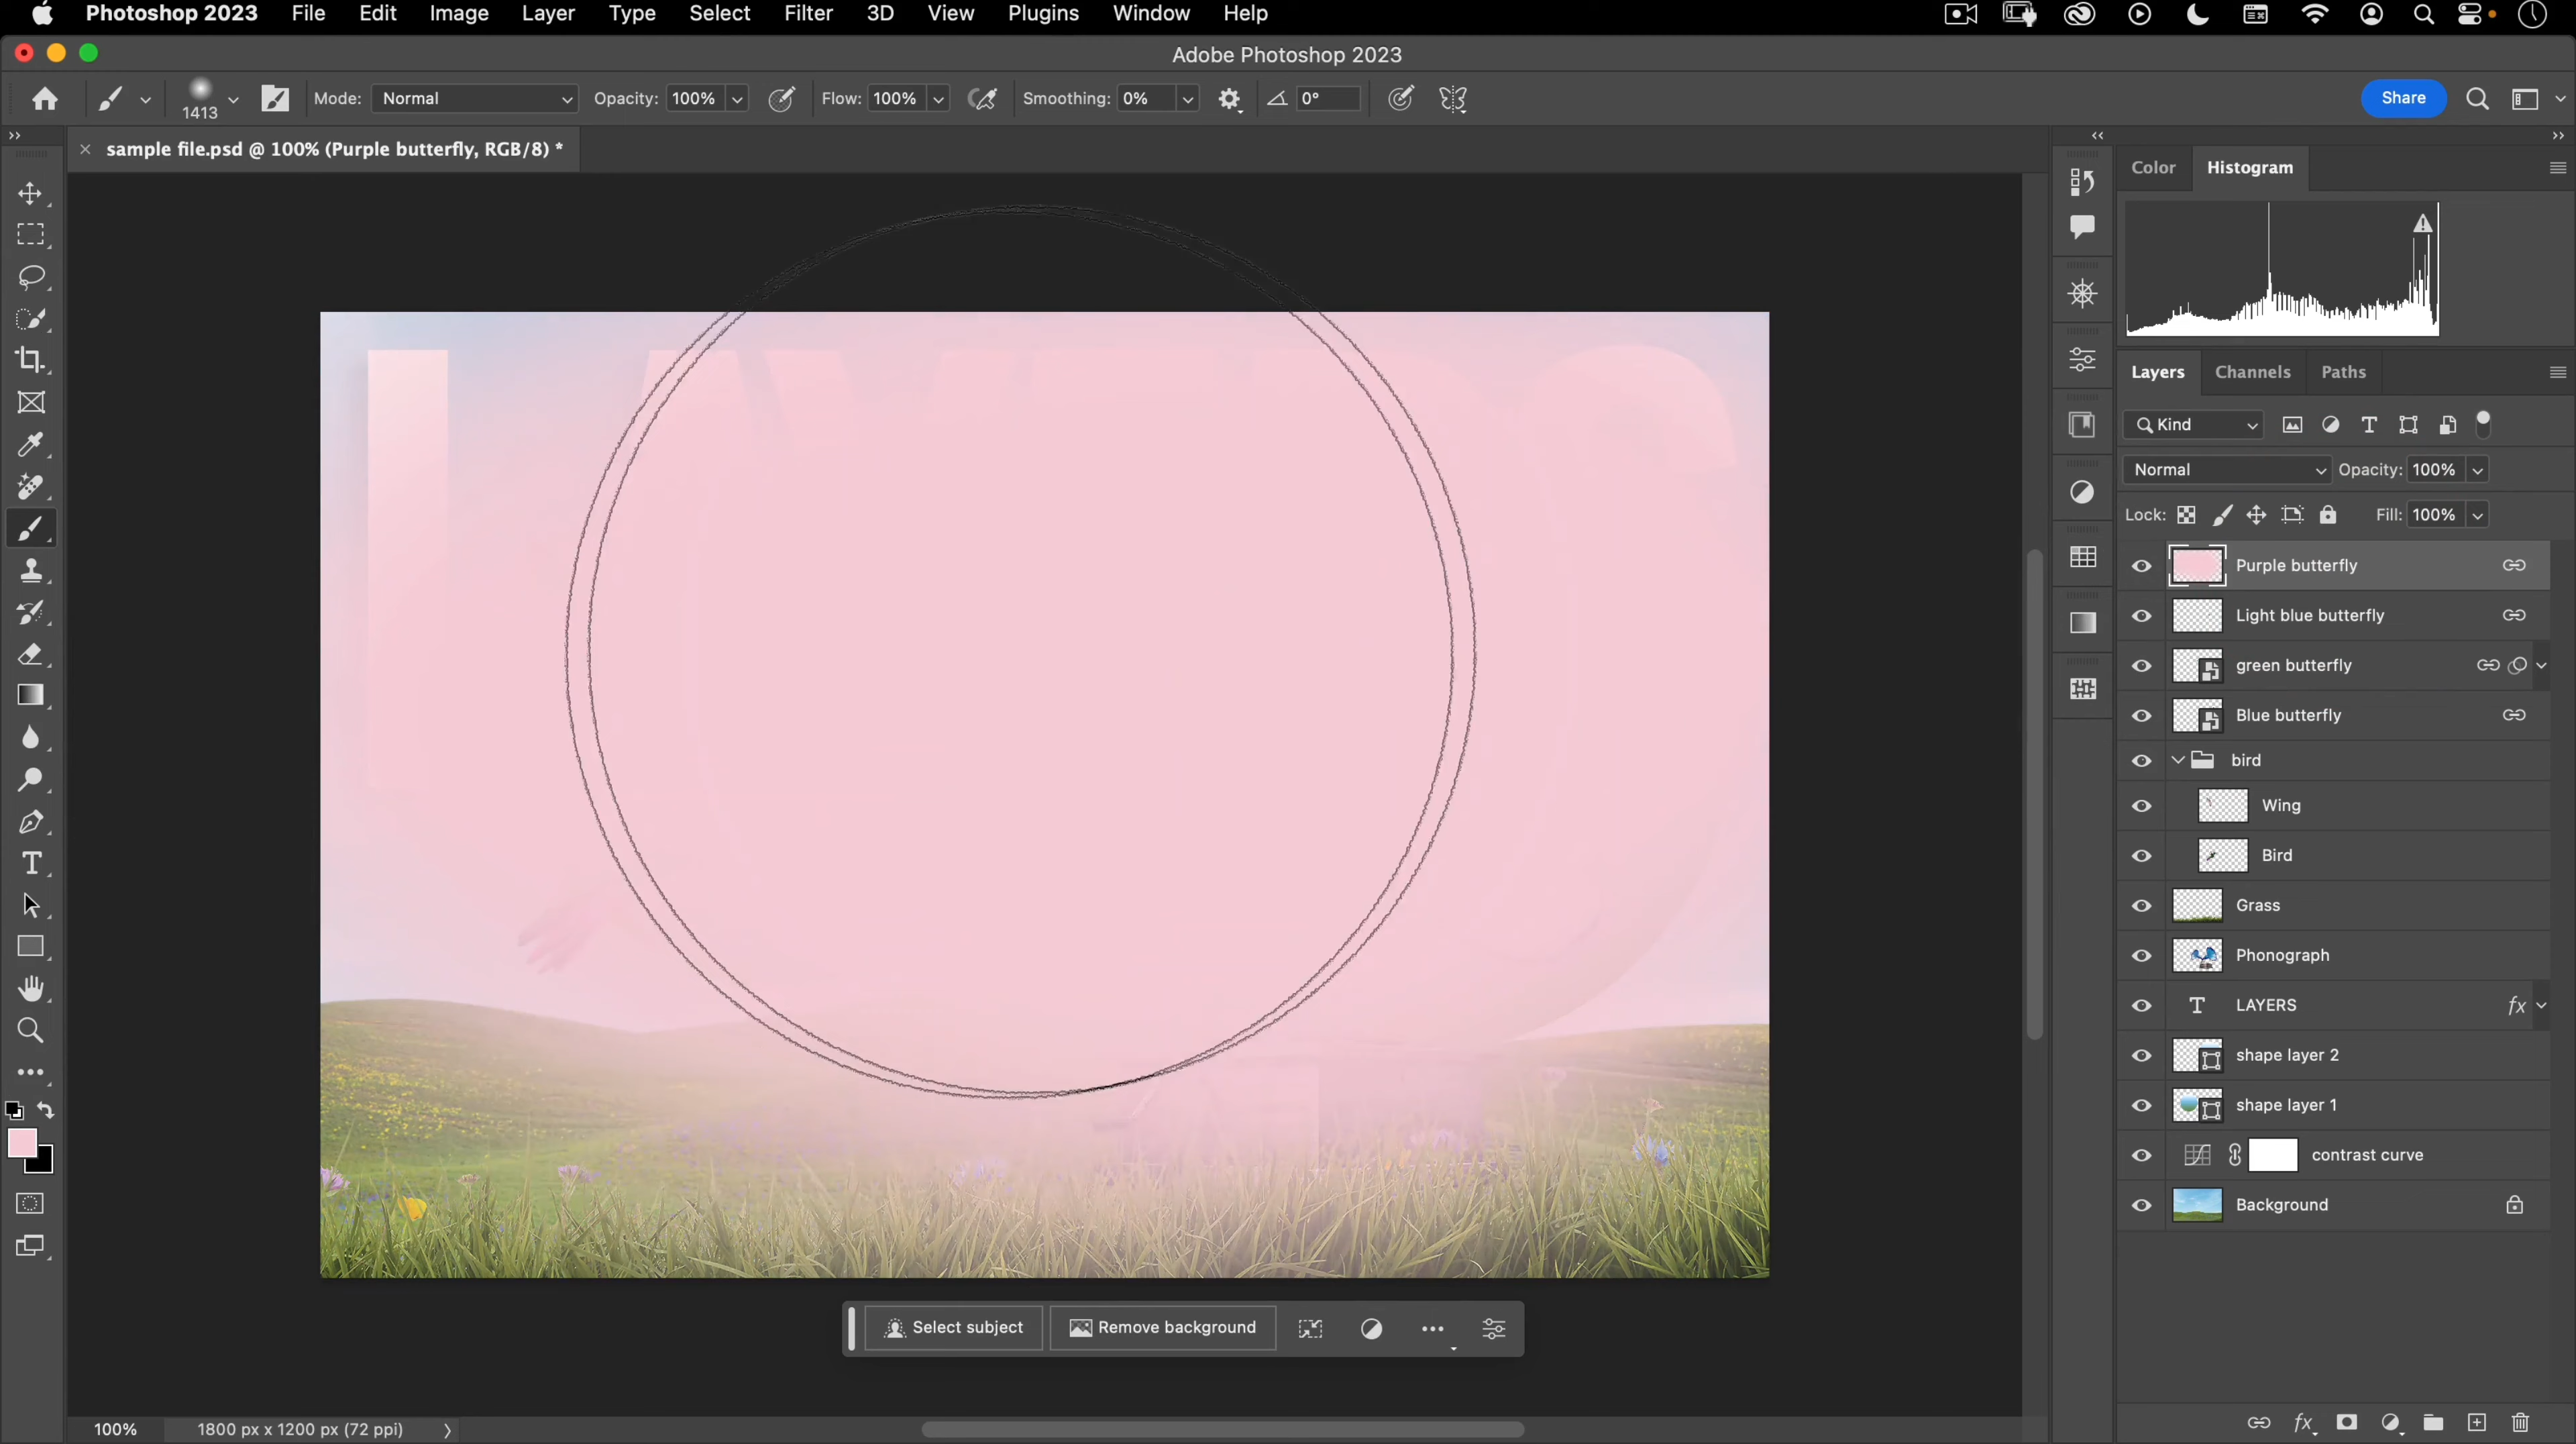 Photoshop 2023 File Edit Image Layer Type Select Filter 3D View Plugins Window Help
Adobe Photoshop 2023
1413 Mode: Normal Opacity: 100% Flow: 100% Smoothing: 0% 0° Share
sample file.psd @ 100% (Purple butterfly, RGB/8) *
Color Histogram
Layers Channels Paths
Kind
Normal Opacity: 100%
Lock: Fill: 100%
Purple butterfly
Light blue butterfly
green butterfly
Blue butterfly
bird
Wing
Bird
Grass
Phonograph
LAYERS fx
shape layer 2
shape layer 1
contrast curve
Background
Select subject Remove background
100% 1800 px x 1200 px (72 ppi)
fx